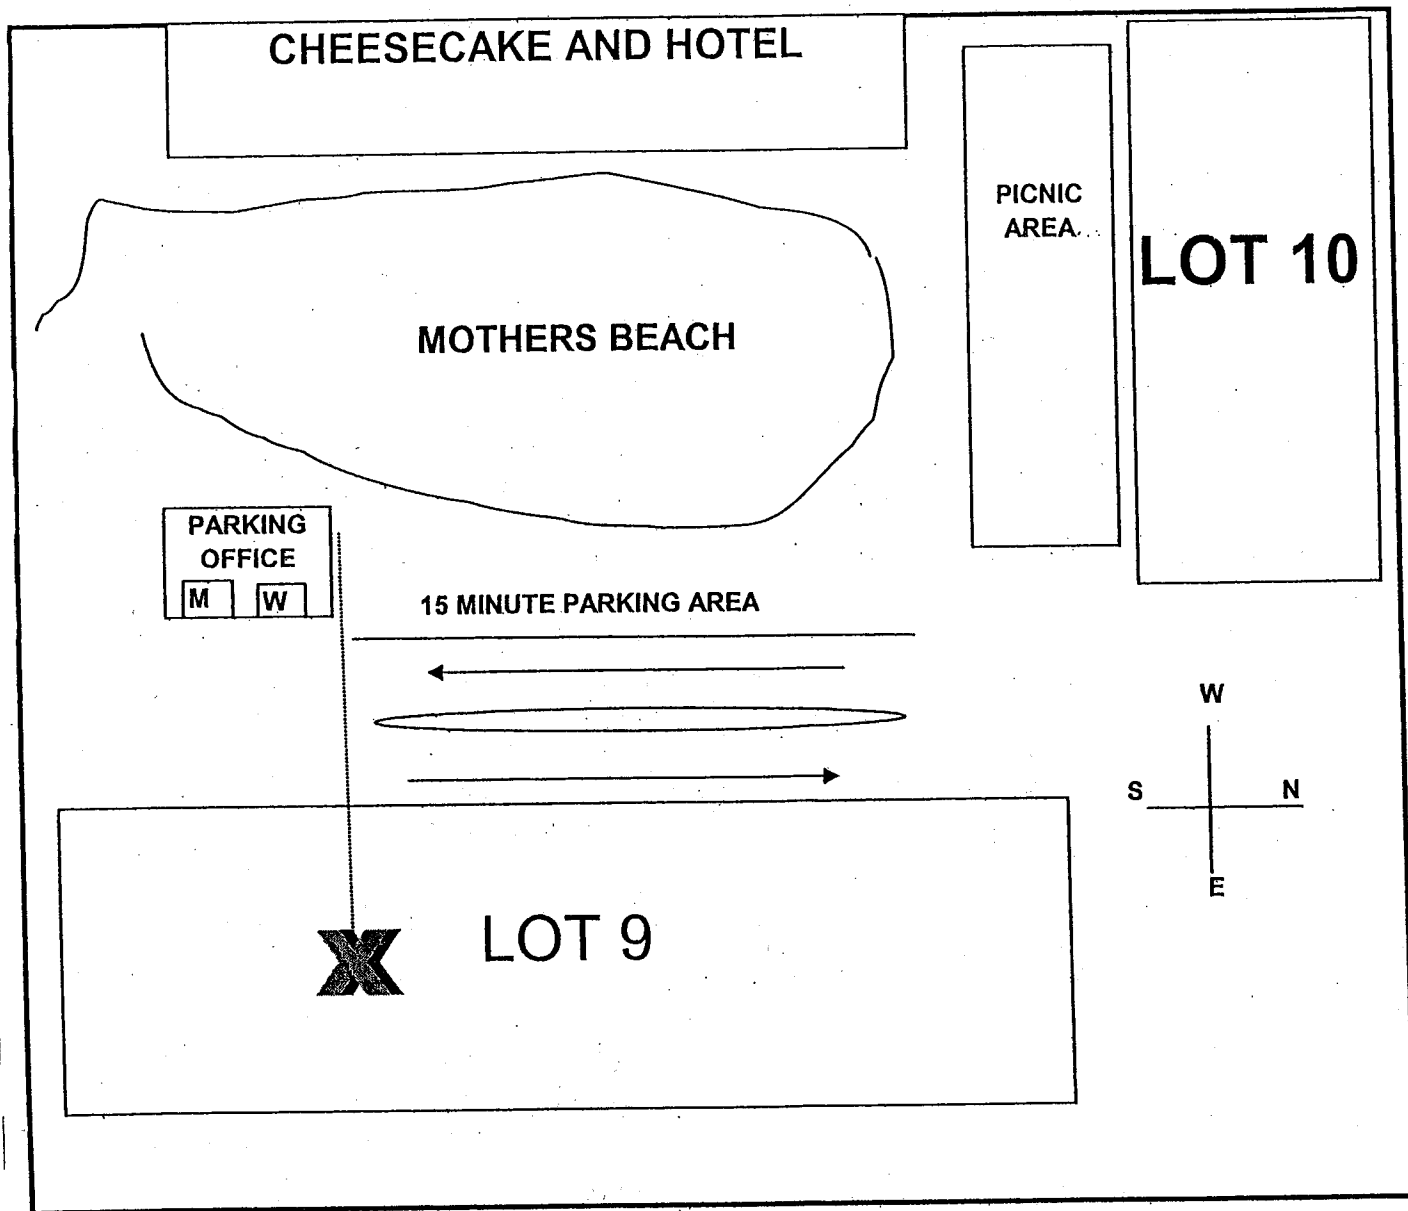 CHEESECAKE AND HOTEL
PICNIC
AREA
LOT 10
MOTHERS BEACH
PARKING
OFFICE
M W
15 MINUTE PARKING AREA
W
S N
E
LOT 9
X